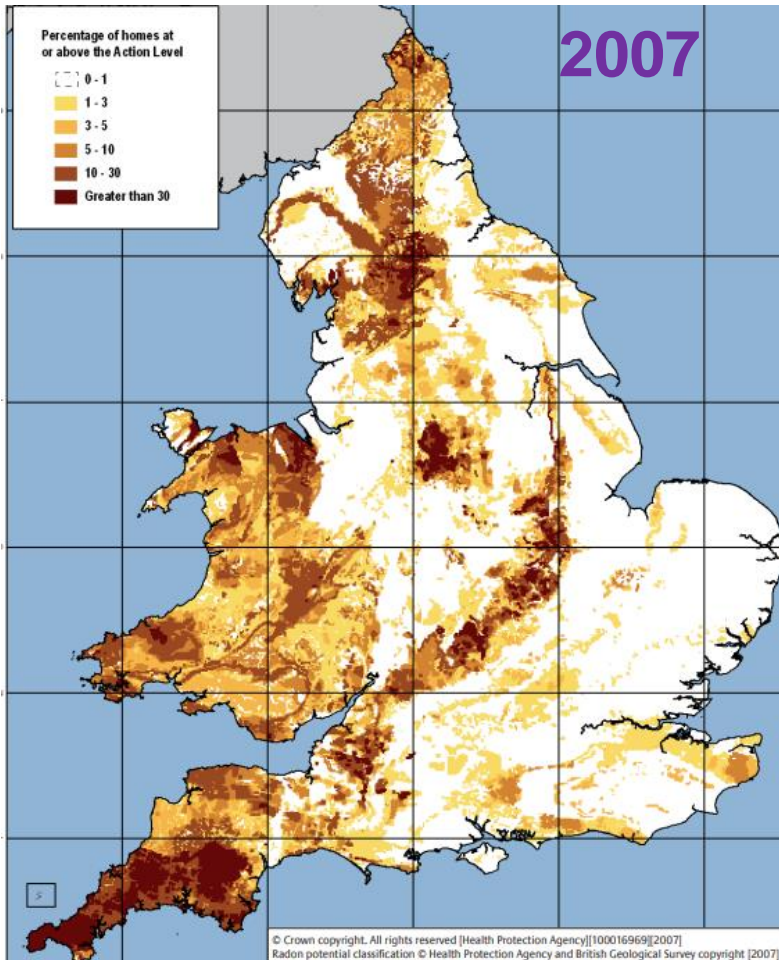 Percentage of homes at
or above the Action Level
0 - 1
1 - 3
3 - 5
5 - 10
10 - 30
Greater than 30
2007
© Crown copyright. All rights reserved [Health Protection Agency][100016969][2007]
Radon potential classification © Health Protection Agency and British Geological Survey copyright [2007]